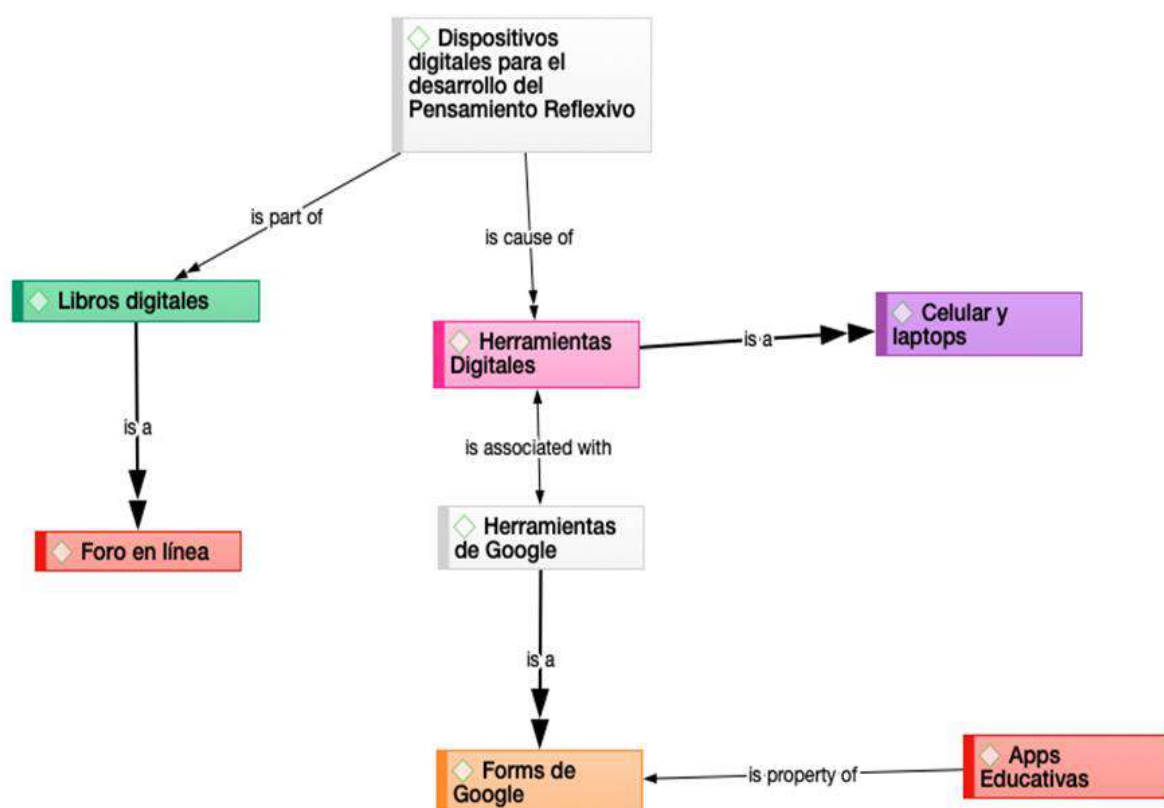 Dispositivos
digitales para el
desarrollo del
Pensamiento Reflexivo
is part of
is cause of
Libros digitales
Herramientas
Digitales
is a
Celular y
laptops
is a
is associated with
Herramientas
de Google
Foro en línea
is a
Forms de
Google
is property of
Apps
Educativas